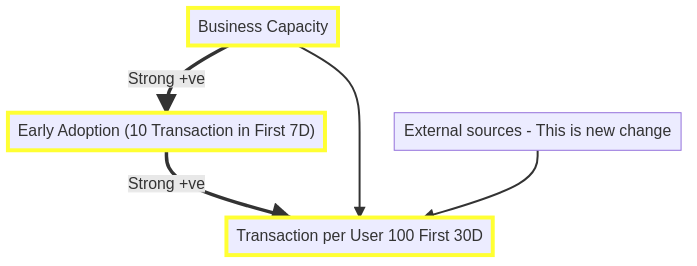 Business Capacity
Strong +ve
Early Adoption (10 Transaction in First 7D)
External sources - This is new change
Strong +ve
Transaction per User 100 First 30D